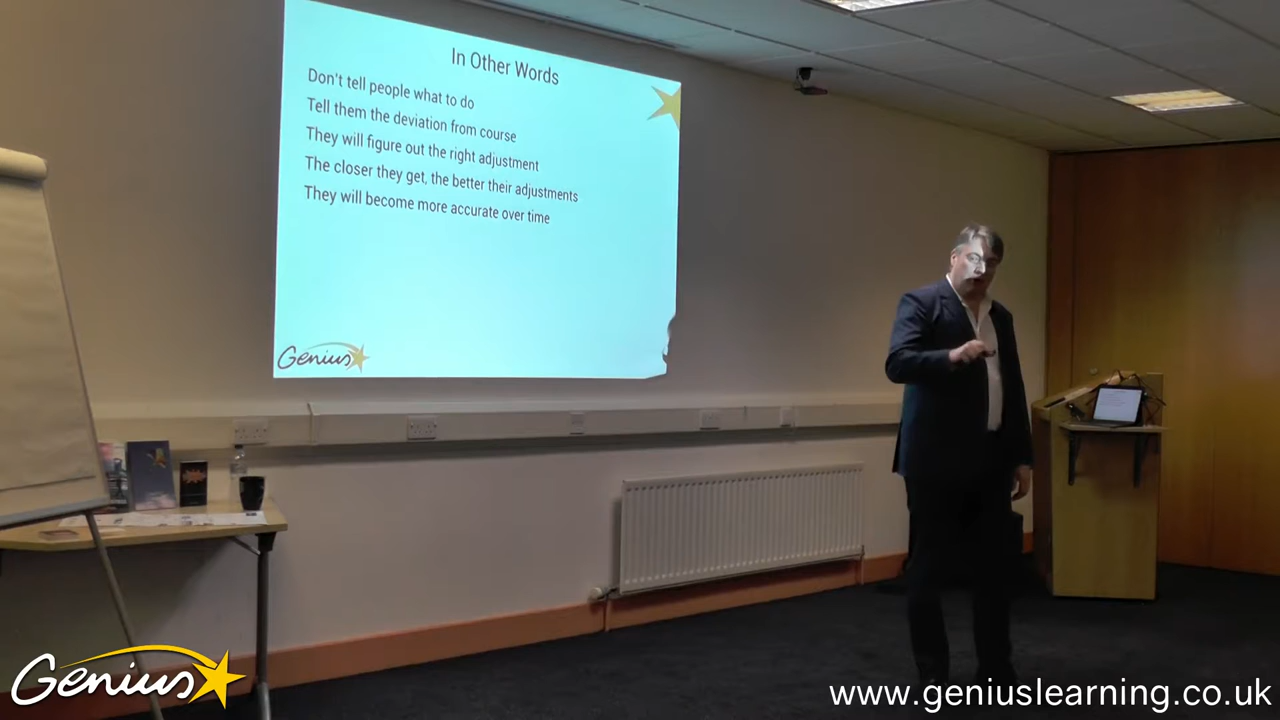 In Other Words
Don't tell people what to do
Tell them the deviation from course
They will figure out the right adjustment
The closer they get, the better their adjustments
They will become more accurate over time
Genius
Genius
www.geniuslearning.co.uk